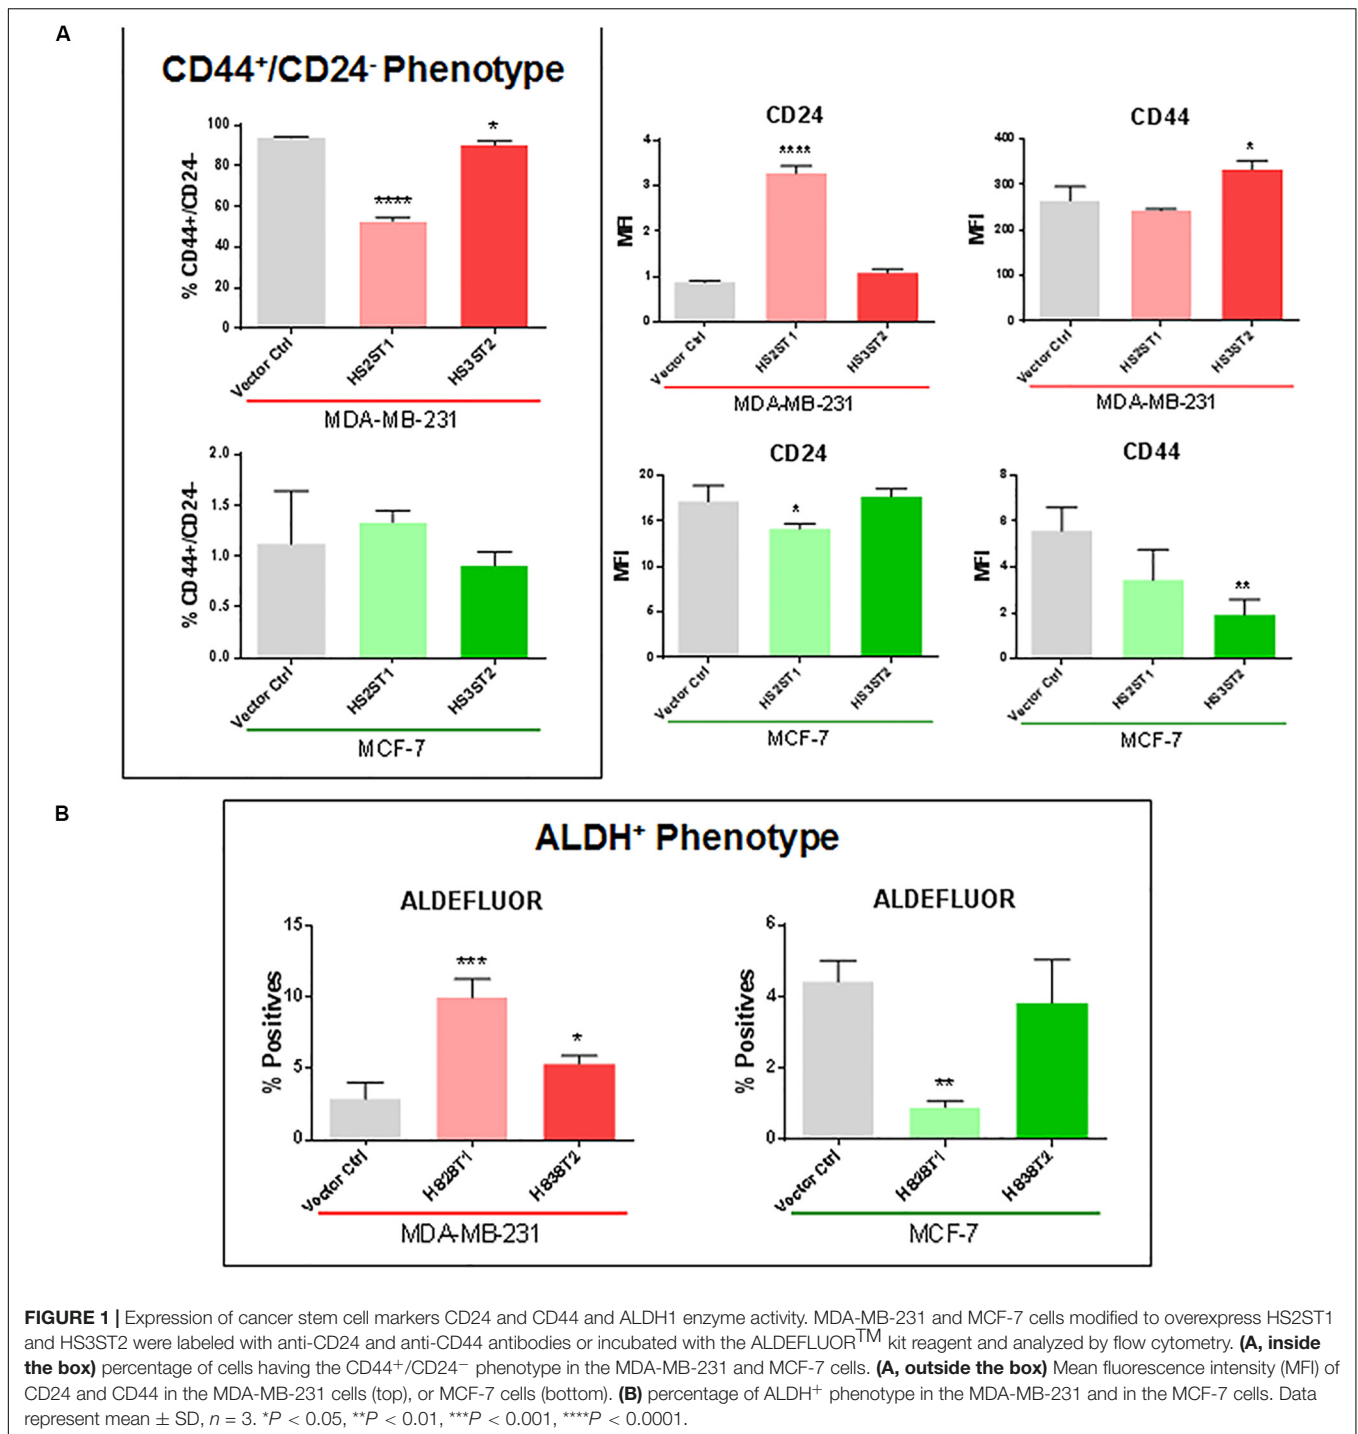 A
CD44+/CD24- Phenotype
% CD44+/CD24-
100
80
60
40
20
0
****
*
Vector Ctrl
HS2ST1
HS3ST2
MDA-MB-231
CD24
MFI
4
3
2
1
0
****
Vector Ctrl
HS2ST1
HS3ST2
MDA-MB-231
CD44
MFI
400
300
200
100
0
*
Vector Ctrl
HS2ST1
HS3ST2
MDA-MB-231
% CD44+/CD24-
2.0
1.5
1.0
0.5
0.0
Vector Ctrl
HS2ST1
HS3ST2
MCF-7
CD24
MFI
20
16
10
6
0
*
Vector Ctrl
HS2ST1
HS3ST2
MCF-7
CD44
MFI
8
6
4
2
0
**
Vector Ctrl
HS2ST1
HS3ST2
MCF-7
B
ALDH+ Phenotype
ALDEFLUOR
% Positives
15
10
5
0
***
*
Vector Ctrl
H828T1
H838T2
MDA-MB-231
ALDEFLUOR
% Positives
6
4
2
0
**
Vector Ctrl
H828T1
H838T2
MCF-7
FIGURE 1 | Expression of cancer stem cell markers CD24 and CD44 and ALDH1 enzyme activity. MDA-MB-231 and MCF-7 cells modified to overexpress HS2ST1
and HS3ST2 were labeled with anti-CD24 and anti-CD44 antibodies or incubated with the ALDEFLUOR™ kit reagent and analyzed by flow cytometry. (A, inside
the box) percentage of cells having the CD44+/CD24− phenotype in the MDA-MB-231 and MCF-7 cells. (A, outside the box) Mean fluorescence intensity (MFI) of
CD24 and CD44 in the MDA-MB-231 cells (top), or MCF-7 cells (bottom). (B) percentage of ALDH+ phenotype in the MDA-MB-231 and in the MCF-7 cells. Data
represent mean ± SD, n = 3. *P < 0.05, **P < 0.01, ***P < 0.001, ****P < 0.0001.